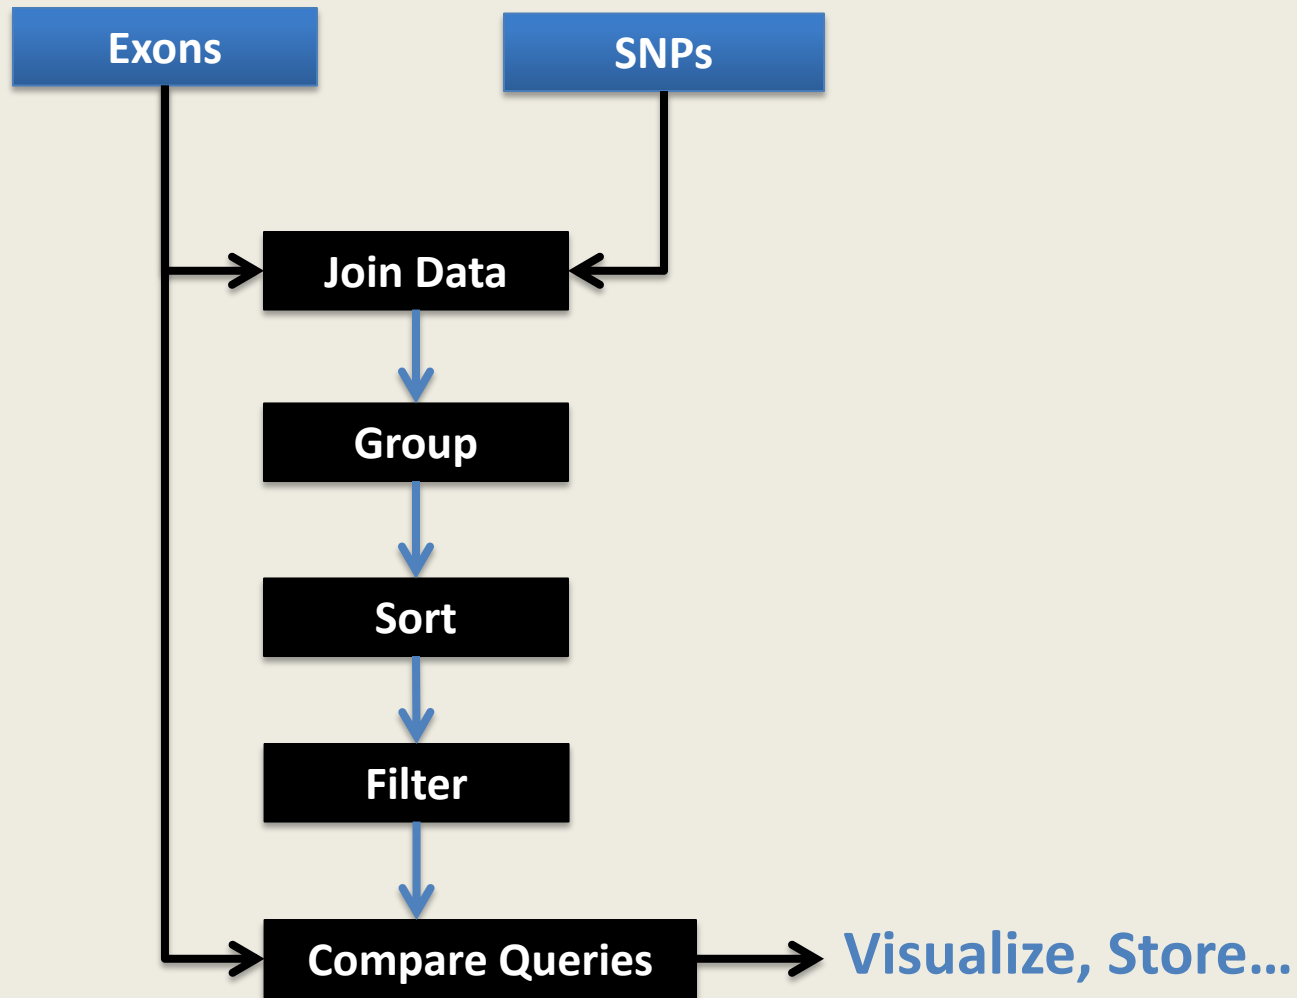 Exons
SNPs
Join Data
Group
Sort
Filter
Compare Queries
Visualize, Store...